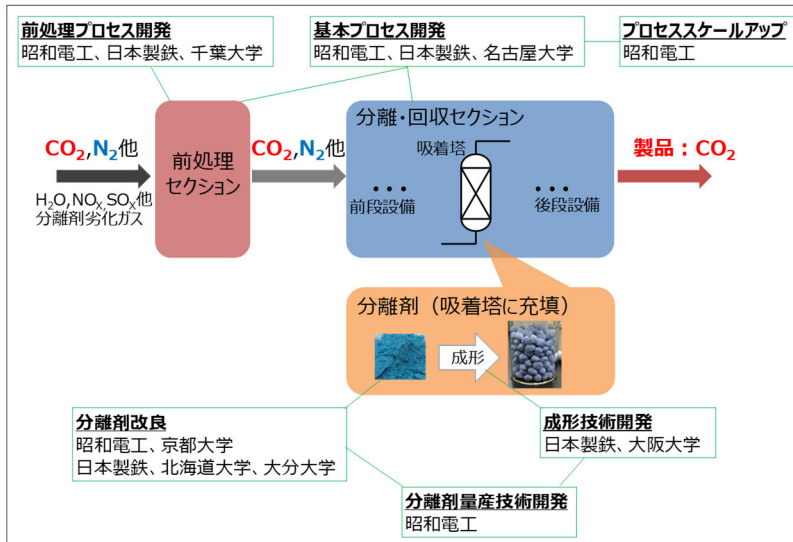 前処理プロセス開発
昭和電工、日本製鉄、千葉大学
基本プロセス開発
昭和電工、日本製鉄、名古屋大学
プロセススケールアップ
昭和電工
CO₂,N₂他
H₂O,NOₓ,SOₓ他
分離剤劣化ガス
前処理
セクション
CO₂,N₂他
分離・回収セクション
吸着塔
・・・
前段設備
・・・
後段設備
製品：CO₂
分離剤（吸着塔に充填）
成形
分離剤改良
昭和電工、京都大学
日本製鉄、北海道大学、大分大学
成形技術開発
日本製鉄、大阪大学
分離剤量産技術開発
昭和電工